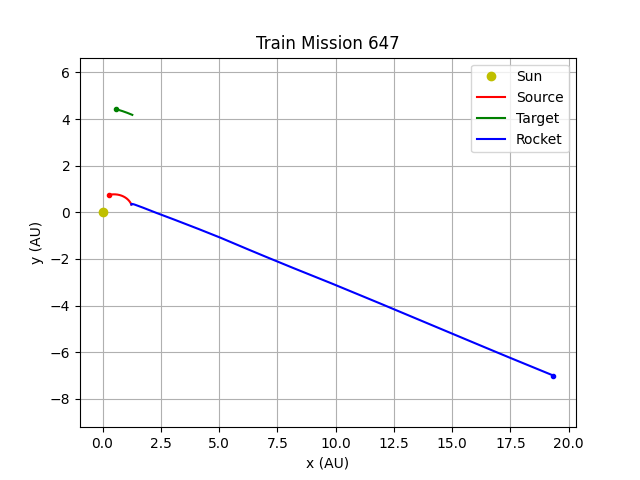 Train Mission 647
Sun
Source
Target
Rocket
6
4
2
0
−2
−4
−6
−8
y (AU)
0.0 2.5 5.0 7.5 10.0 12.5 15.0 17.5 20.0
x (AU)